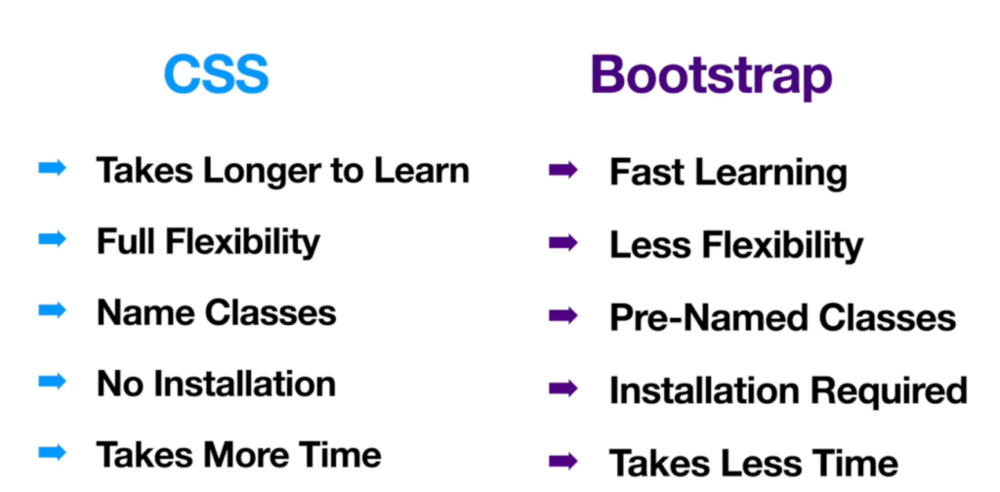 CSS
Takes Longer to Learn
Full Flexibility
Name Classes
No Installation
Takes More Time
Bootstrap
Fast Learning
Less Flexibility
Pre-Named Classes
Installation Required
Takes Less Time